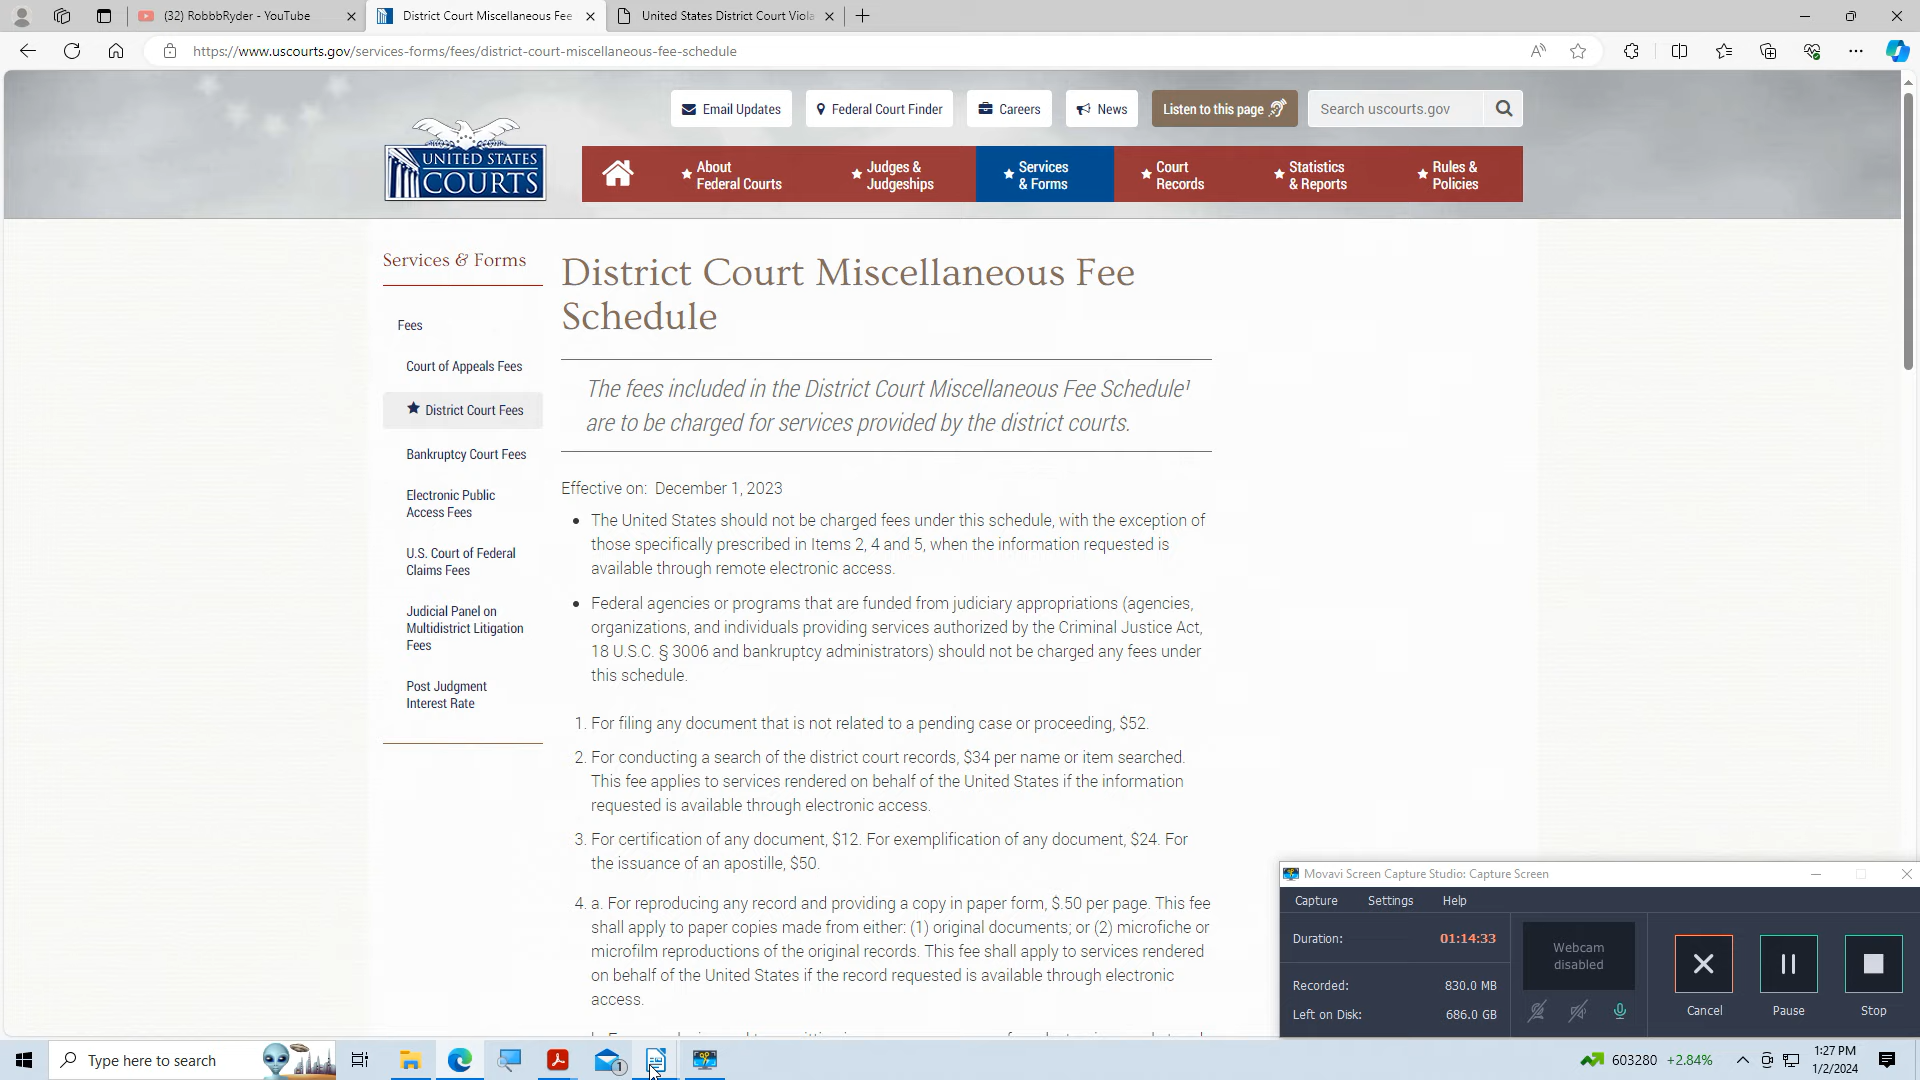 (32) RobbbRyder - YouTube
District Court Miscellaneous Fee
United States District Court Viola
https://www.uscourts.gov/services-forms/fees/district-court-miscellaneous-fee-schedule
Email Updates
Federal Court Finder
Careers
News
Listen to this page
Search uscourts.gov
UNITED STATES
COURTS
About
Federal Courts
Judges &
Judgeships
Services
& Forms
Court
Records
Statistics
& Reports
Rules &
Policies
Services & Forms
Fees
Court of Appeals Fees
District Court Fees
Bankruptcy Court Fees
Electronic Public
Access Fees
U.S. Court of Federal
Claims Fees
Judicial Panel on
Multidistrict Litigation
Fees
Post Judgment
Interest Rate
District Court Miscellaneous Fee
Schedule
The fees included in the District Court Miscellaneous Fee Schedule¹
are to be charged for services provided by the district courts.
Effective on: December 1, 2023
• The United States should not be charged fees under this schedule, with the exception of
those specifically prescribed in Items 2, 4 and 5, when the information requested is
available through remote electronic access.
• Federal agencies or programs that are funded from judiciary appropriations (agencies,
organizations, and individuals providing services authorized by the Criminal Justice Act,
18 U.S.C. § 3006 and bankruptcy administrators) should not be charged any fees under
this schedule.
1. For filing any document that is not related to a pending case or proceeding, $52.
2. For conducting a search of the district court records, $34 per name or item searched.
This fee applies to services rendered on behalf of the United States if the information
requested is available through electronic access.
3. For certification of any document, $12. For exemplification of any document, $24. For
the issuance of an apostille, $50.
4. a. For reproducing any record and providing a copy in paper form, $.50 per page. This fee
shall apply to paper copies made from either: (1) original documents; or (2) microfiche or
microfilm reproductions of the original records. This fee shall apply to services rendered
on behalf of the United States if the record requested is available through electronic
access.
Movavi Screen Capture Studio: Capture Screen
Capture
Settings
Help
Duration:
01:14:33
Recorded:
830.0 MB
Left on Disk:
686.0 GB
Webcam
disabled
Cancel
Pause
Stop
Type here to search
1
603280 +2.84%
1:27 PM
1/2/2024